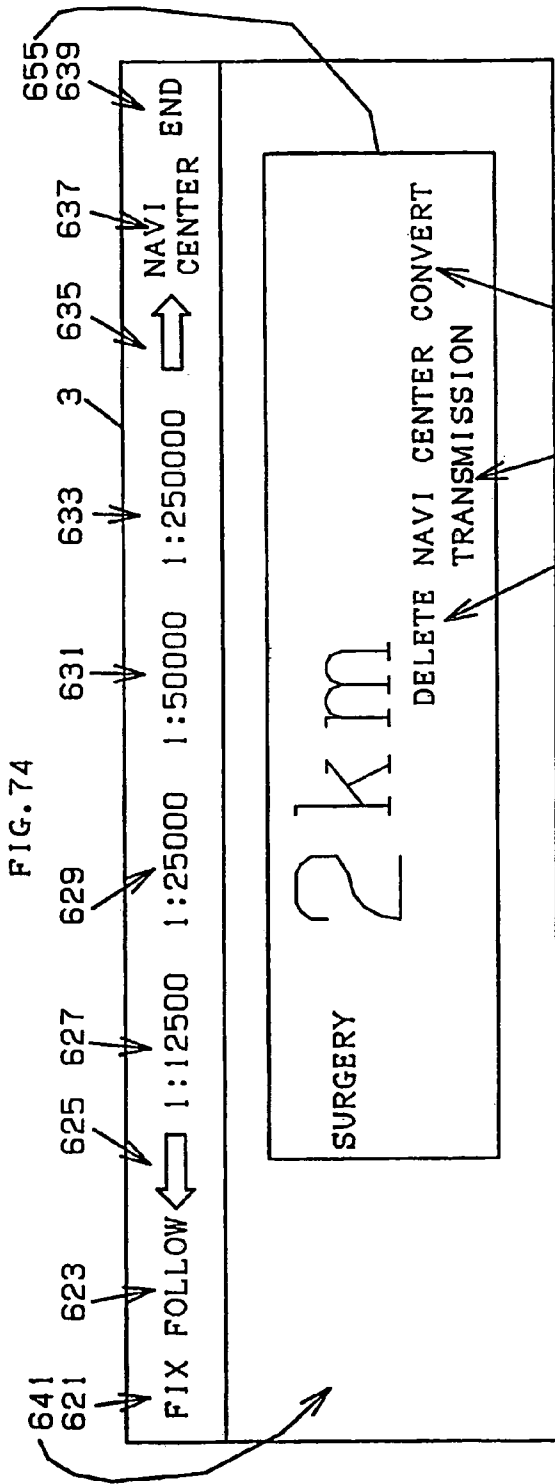 FIG.74
641 655
621 623 625 627 629 631 633 3 635 637 639
FIX FOLLOW 1:12500 1:25000 1:50000 1:250000 NAVI END
CENTER
SURGERY 2km
DELETE NAVI CENTER CONVERT
TRANSMISSION